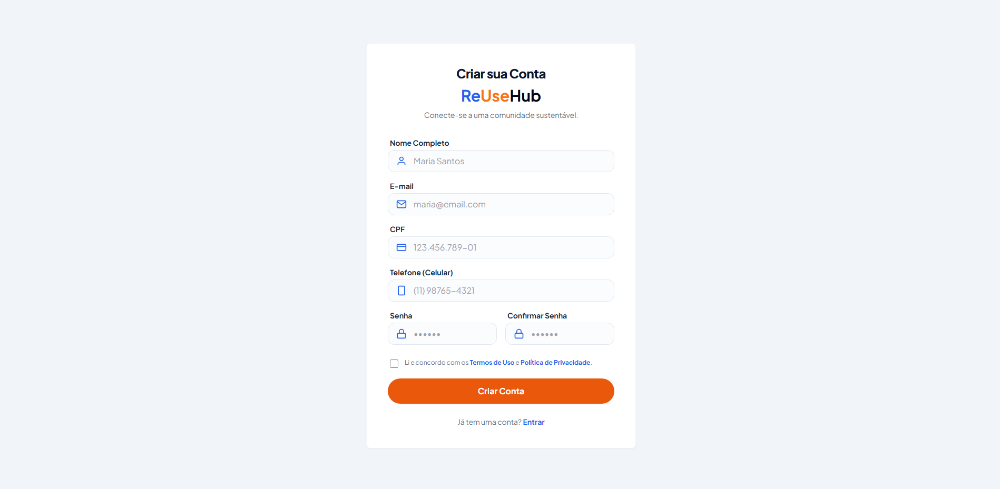 Criar sua Conta
ReUseHub
Conecte-se a uma comunidade sustentável.
Nome Completo
Maria Santos
E-mail
maria@email.com
CPF
123.456.789-01
Telefone (Celular)
(11) 98765-4321
Senha Confirmar Senha
•••••• ••••••
Li e concordo com os Termos de Uso e Política de Privacidade.
Criar Conta
Já tem uma conta? Entrar